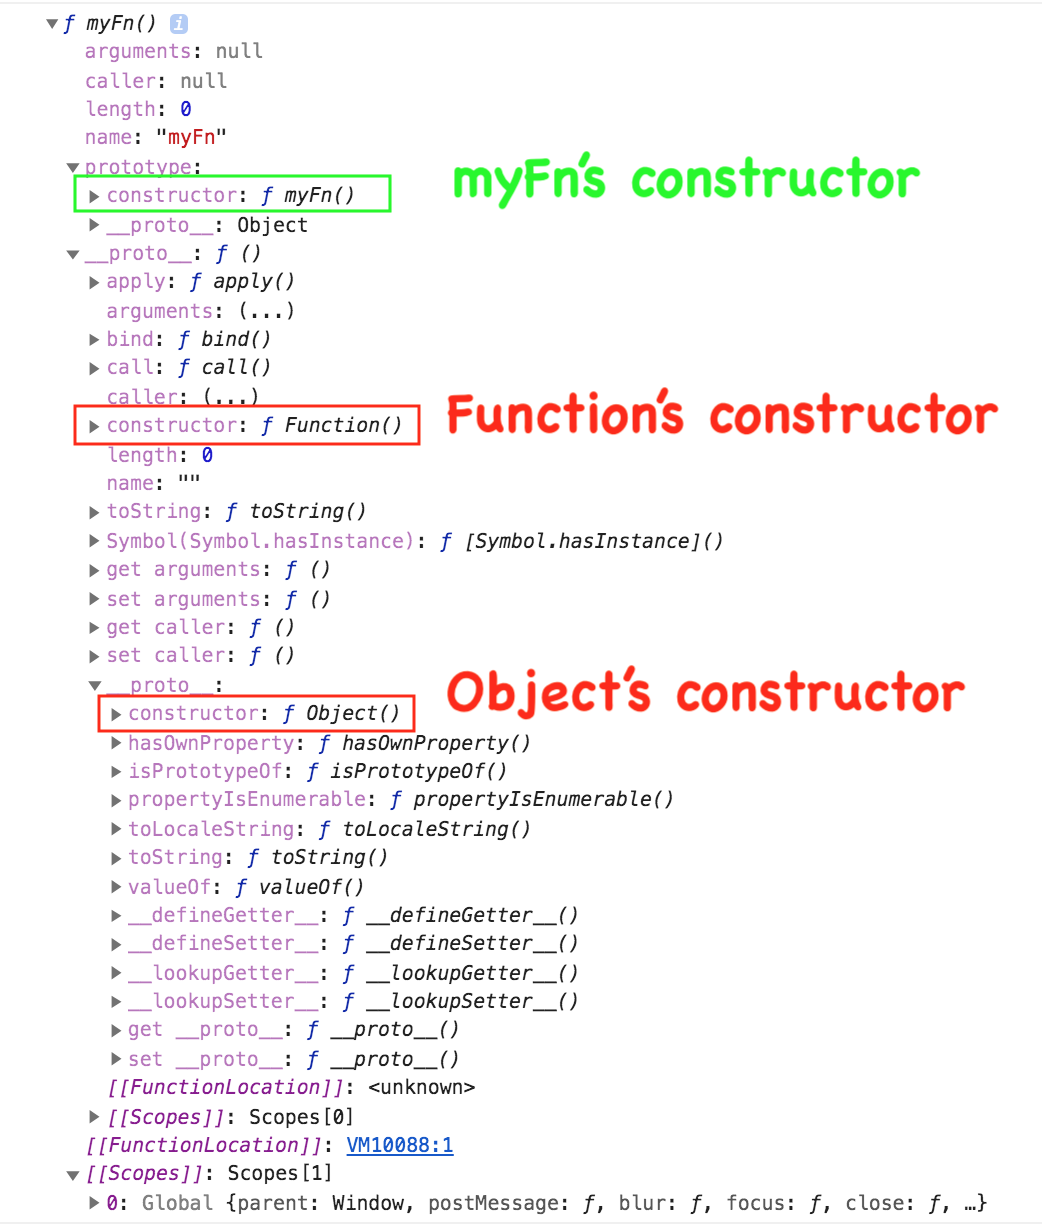 ƒ myFn() i
arguments: null
caller: null
length: 0
name: "myFn"
prototype:
constructor: ƒ myFn()
myFn's constructor
__proto__: Object
__proto__: ƒ ()
apply: ƒ apply()
arguments: (...)
bind: ƒ bind()
call: ƒ call()
caller: (...)
constructor: ƒ Function()
Function's constructor
length: 0
name: ""
toString: ƒ toString()
Symbol(Symbol.hasInstance): ƒ [Symbol.hasInstance]()
get arguments: ƒ ()
set arguments: ƒ ()
get caller: ƒ ()
set caller: ƒ ()
__proto__:
constructor: ƒ Object()
Object's constructor
hasOwnProperty: ƒ hasOwnProperty()
isPrototypeOf: ƒ isPrototypeOf()
propertyIsEnumerable: ƒ propertyIsEnumerable()
toLocaleString: ƒ toLocaleString()
toString: ƒ toString()
valueOf: ƒ valueOf()
__defineGetter__: ƒ __defineGetter__()
__defineSetter__: ƒ __defineSetter__()
__lookupGetter__: ƒ __lookupGetter__()
__lookupSetter__: ƒ __lookupSetter__()
get __proto__: ƒ __proto__()
set __proto__: ƒ __proto__()
[[FunctionLocation]]: <unknown>
[[Scopes]]: Scopes[0]
[[FunctionLocation]]: VM10088:1
[[Scopes]]: Scopes[1]
0: Global {parent: Window, postMessage: ƒ, blur: ƒ, focus: ƒ, close: ƒ, …}